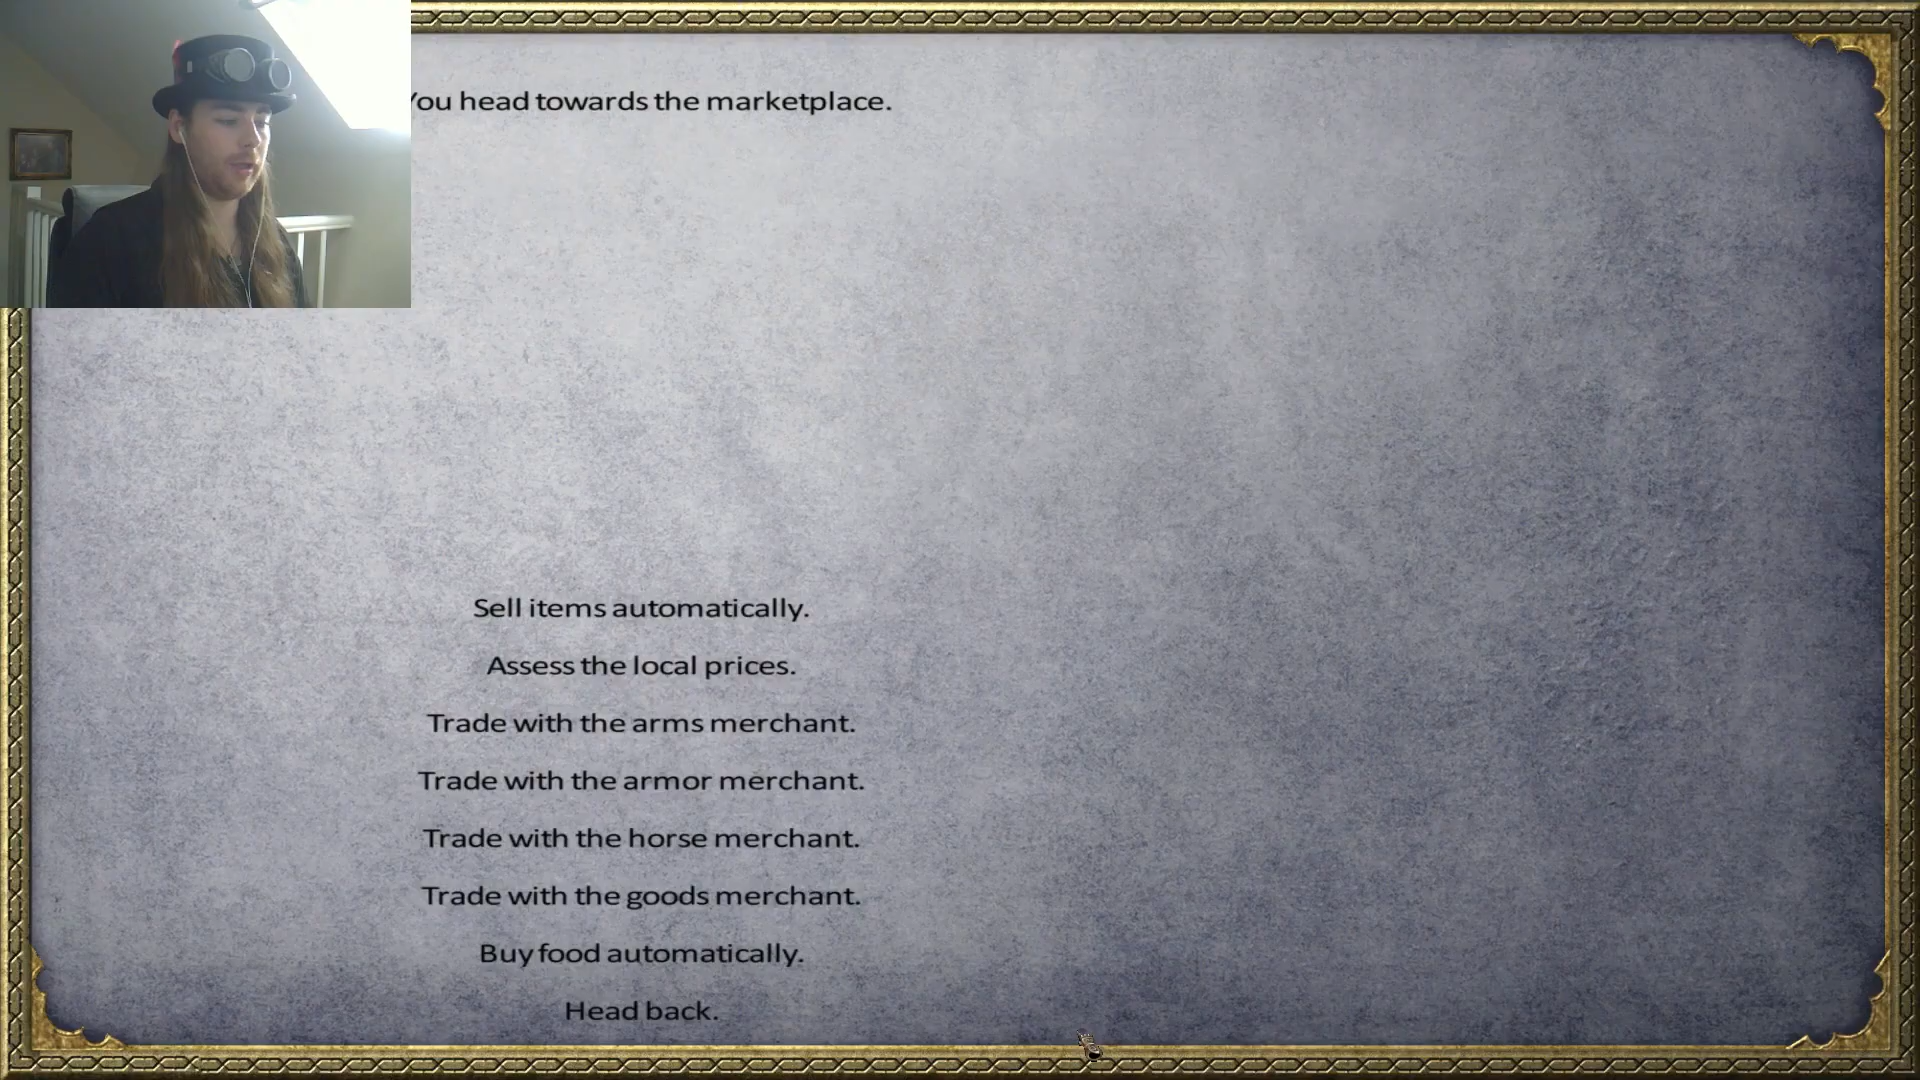 You head towards the marketplace.
Sell items automatically.
Assess the local prices.
Trade with the arms merchant.
Trade with the armor merchant.
Trade with the horse merchant.
Trade with the goods merchant.
Buy food automatically.
Head back.